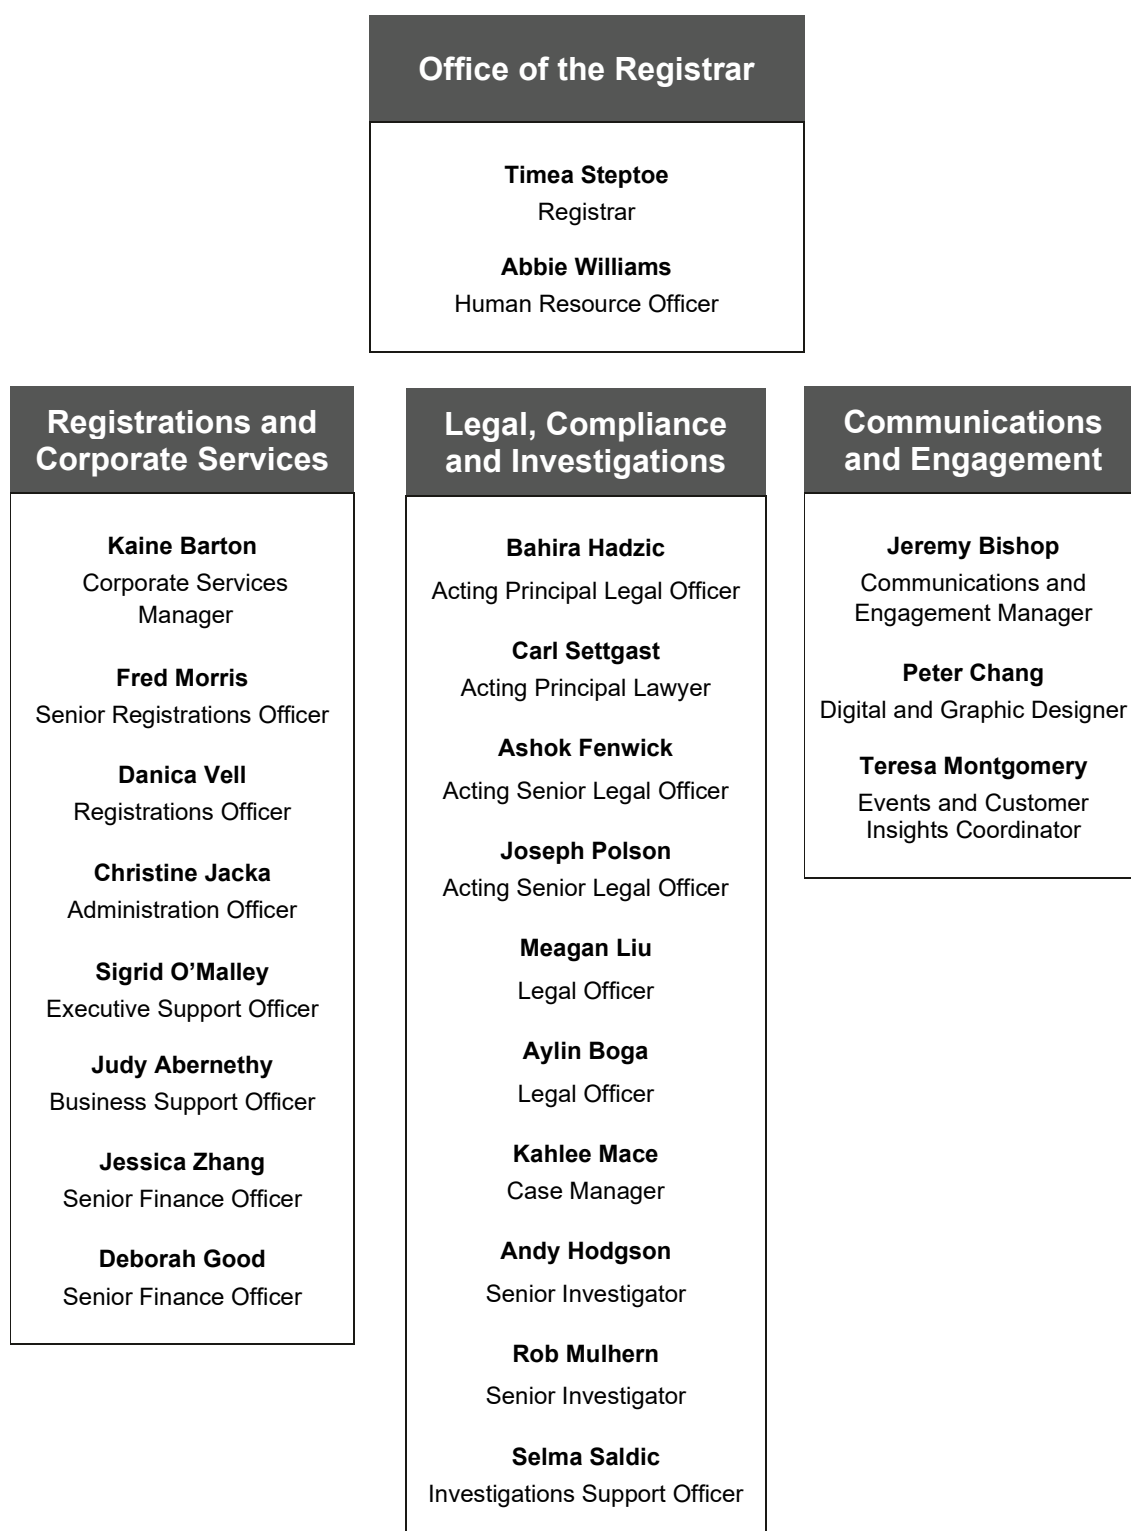 Office of the Registrar
Timea Steptoe
Registrar
Abbie Williams
Human Resource Officer
Registrations and
Corporate Services
Kaine Barton
Corporate Services
Manager
Fred Morris
Senior Registrations Officer
Danica Vell
Registrations Officer
Christine Jacka
Administration Officer
Sigrid O’Malley
Executive Support Officer
Judy Abernethy
Business Support Officer
Jessica Zhang
Senior Finance Officer
Deborah Good
Senior Finance Officer
Legal, Compliance
and Investigations
Bahira Hadzic
Acting Principal Legal Officer
Carl Settgast
Acting Principal Lawyer
Ashok Fenwick
Acting Senior Legal Officer
Joseph Polson
Acting Senior Legal Officer
Meagan Liu
Legal Officer
Aylin Boga
Legal Officer
Kahlee Mace
Case Manager
Andy Hodgson
Senior Investigator
Rob Mulhern
Senior Investigator
Selma Saldic
Investigations Support Officer
Communications
and Engagement
Jeremy Bishop
Communications and
Engagement Manager
Peter Chang
Digital and Graphic Designer
Teresa Montgomery
Events and Customer
Insights Coordinator